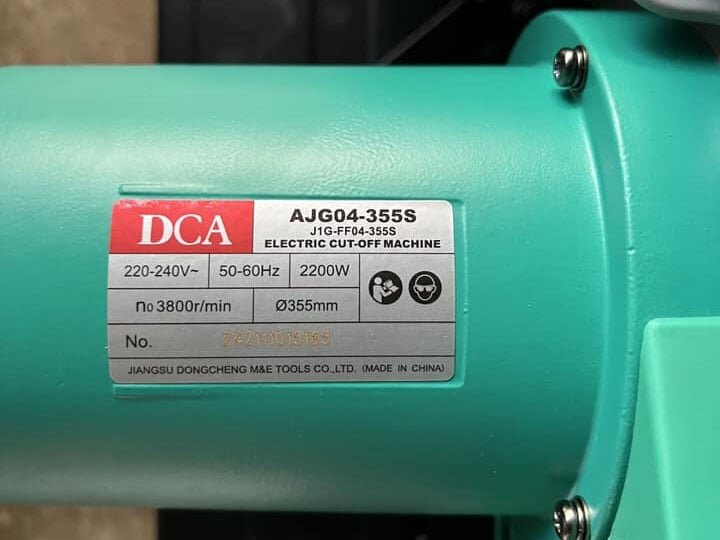 DCA
AJG04-355S
J1G-FF04-355S
ELECTRIC CUT-OFF MACHINE
220-240V~ 50-60Hz 2200W
n0 3800r/min Ø355mm
No.
JIANGSU DONGCHENG M&E TOOLS CO.,LTD. (MADE IN CHINA)